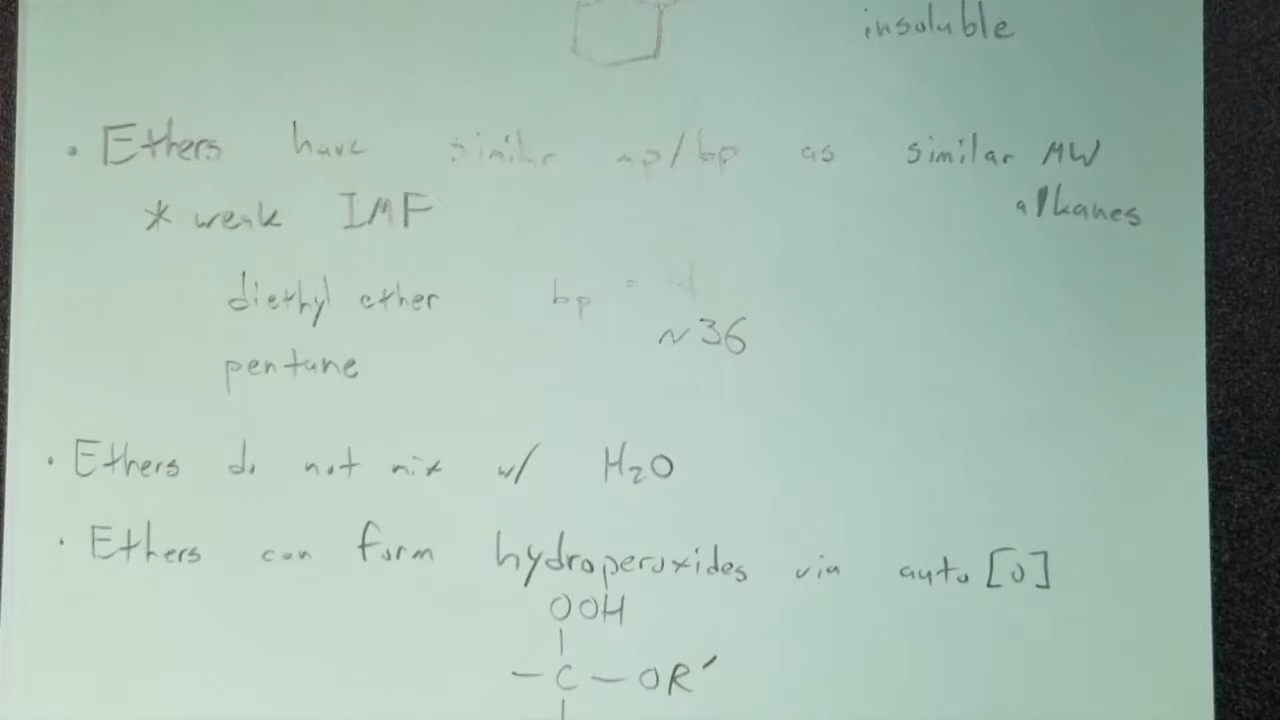 insoluble
• Ethers have similar mp/bp as similar MW
alkanes
* weak IMF
diethyl ether bp
~36
pentane
• Ethers do not mix w/ H₂O
• Ethers can form hydroperoxides via auto [O]
OOH
|
— C — OR′
|